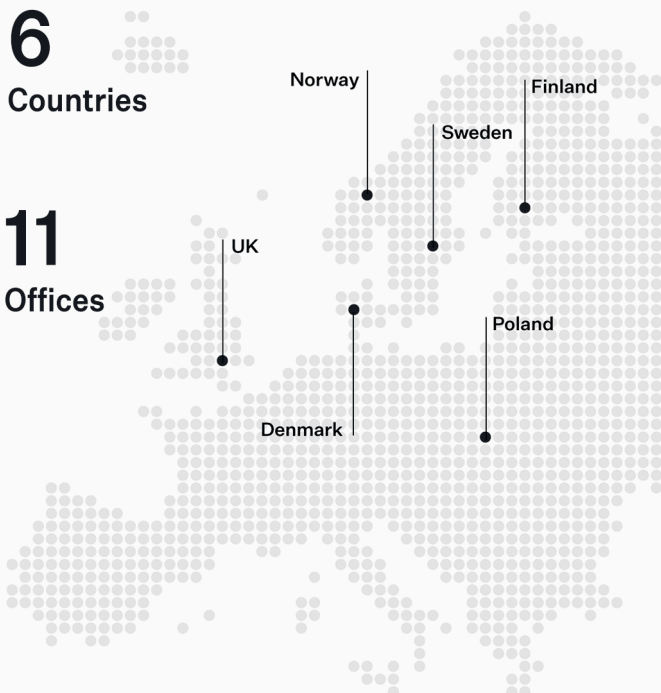 6
Countries
Norway
Finland
Sweden
11
UK
Offices
Poland
Denmark